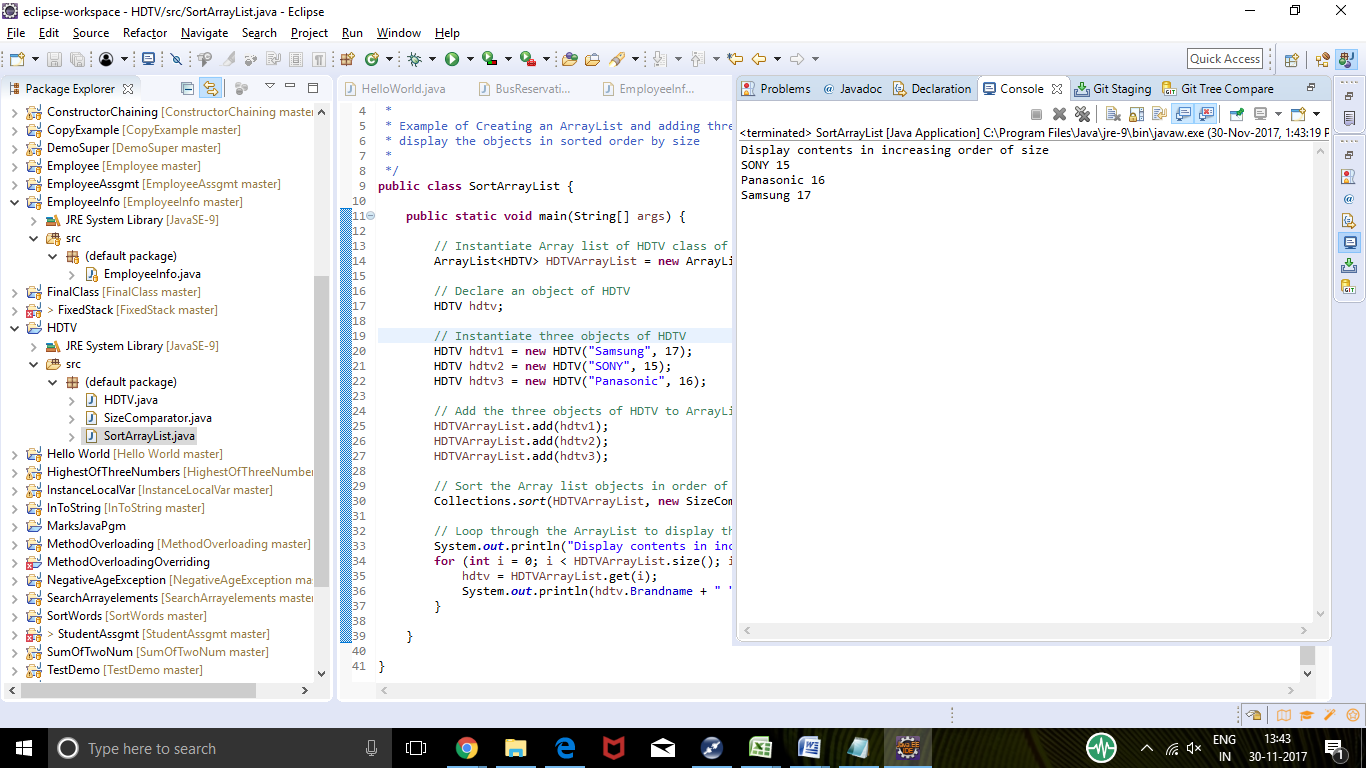 eclipse-workspace - HDTV/src/SortArrayList.java - Eclipse
File Edit Source Refactor Navigate Search Project Run Window Help
Quick Access
Package Explorer
ConstructorChaining [ConstructorChaining master]
CopyExample [CopyExample master]
DemoSuper [DemoSuper master]
Employee [Employee master]
EmployeeAssgmt [EmployeeAssgmt master]
EmployeeInfo [EmployeeInfo master]
JRE System Library [JavaSE-9]
src
(default package)
EmployeeInfo.java
FinalClass [FinalClass master]
> FixedStack [FixedStack master]
HDTV
JRE System Library [JavaSE-9]
src
(default package)
HDTV.java
SizeComparator.java
SortArrayList.java
Hello World [Hello World master]
HighestOfThreeNumbers [HighestOfThreeNumber
InstanceLocalVar [InstanceLocalVar master]
InToString [InToString master]
MarksJavaPgm
MethodOverloading [MethodOverloading master]
MethodOverloadingOverriding
NegativeAgeException [NegativeAgeException ma
SearchArrayelements [SearchArrayelements master
SortWords [SortWords master]
> StudentAssgmt [StudentAssgmt master]
SumOfTwoNum [SumOfTwoNum master]
TestDemo [TestDemo master]
HelloWorld.java BusReservati... EmployeeInf...
4 *
5 * Example of Creating an ArrayList and adding thre
6 * display the objects in sorted order by size
7 *
8 */
9 public class SortArrayList {
10
11 public static void main(String[] args) {
12
13 // Instantiate Array list of HDTV class of
14 ArrayList<HDTV> HDTVArrayList = new ArrayLi
15
16 // Declare an object of HDTV
17 HDTV hdtv;
18
19 // Instantiate three objects of HDTV
20 HDTV hdtv1 = new HDTV("Samsung", 17);
21 HDTV hdtv2 = new HDTV("SONY", 15);
22 HDTV hdtv3 = new HDTV("Panasonic", 16);
23
24 // Add the three objects of HDTV to ArrayLi
25 HDTVArrayList.add(hdtv1);
26 HDTVArrayList.add(hdtv2);
27 HDTVArrayList.add(hdtv3);
28
29 // Sort the Array list objects in order of
30 Collections.sort(HDTVArrayList, new SizeCom
31
32 // Loop through the ArrayList to display th
33 System.out.println("Display contents in inc
34 for (int i = 0; i < HDTVArrayList.size(); i
35 hdtv = HDTVArrayList.get(i);
36 System.out.println(hdtv.Brandname + " "
37 }
38
39 }
40
41 }
Problems @ Javadoc Declaration Console Git Staging Git Tree Compare
<terminated> SortArrayList [Java Application] C:\Program Files\Java\jre-9\bin\javaw.exe (30-Nov-2017, 1:43:19 P
Display contents in increasing order of size
SONY 15
Panasonic 16
Samsung 17
Type here to search
ENG
IN
13:43
30-11-2017
1